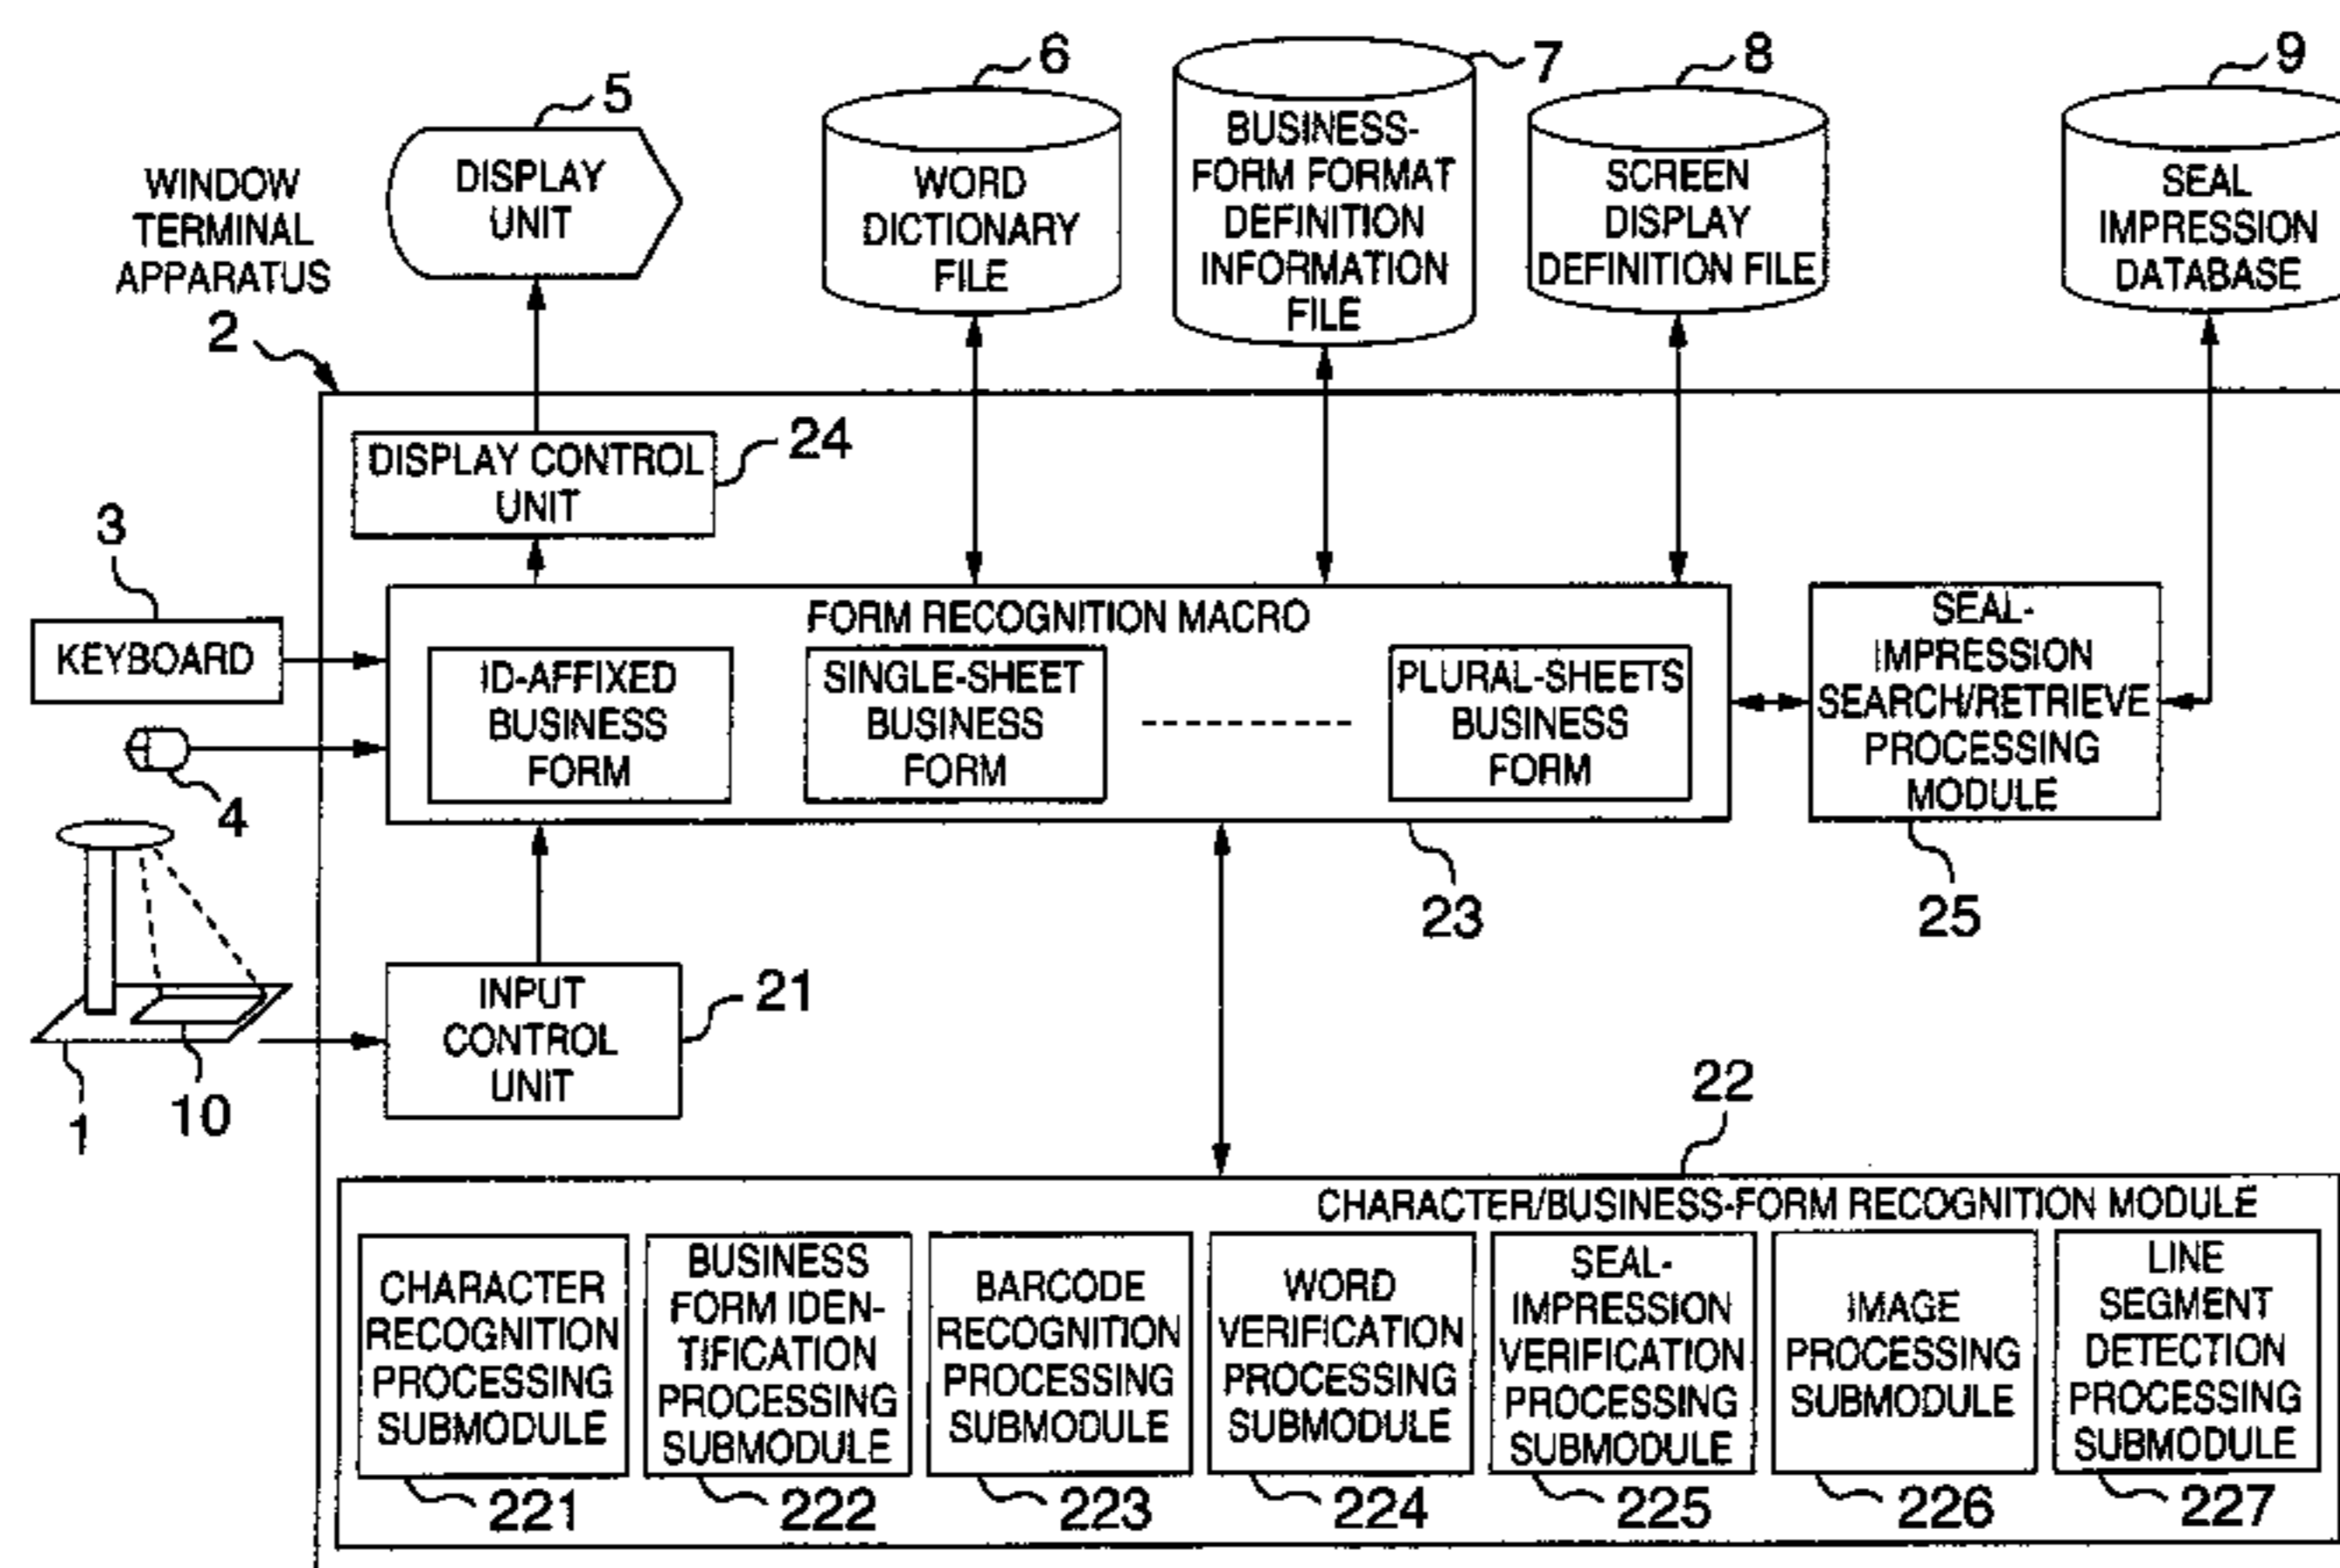 5
6
7
8
9
WINDOW
TERMINAL
APPARATUS
2
DISPLAY
UNIT
WORD
DICTIONARY
FILE
BUSINESS-
FORM FORMAT
DEFINITION
INFORMATION
FILE
SCREEN
DISPLAY
DEFINITION FILE
SEAL
IMPRESSION
DATABASE
DISPLAY CONTROL
UNIT
24
3
KEYBOARD
4
FORM RECOGNITION MACRO
ID-AFFIXED
BUSINESS
FORM
SINGLE-SHEET
BUSINESS
FORM
PLURAL-SHEETS
BUSINESS
FORM
23
SEAL-
IMPRESSION
SEARCH/RETRIEVE
PROCESSING
MODULE
25
1
10
INPUT
CONTROL
UNIT
21
22
CHARACTER/BUSINESS-FORM RECOGNITION MODULE
CHARACTER
RECOGNITION
PROCESSING
SUBMODULE
221
BUSINESS
FORM IDEN-
TIFICATION
PROCESSING
SUBMODULE
222
BARCODE
RECOGNITION
PROCESSING
SUBMODULE
223
WORD
VERIFICATION
PROCESSING
SUBMODULE
224
SEAL-
IMPRESSION
VERIFICATION
PROCESSING
SUBMODULE
225
IMAGE
PROCESSING
SUBMODULE
226
LINE
SEGMENT
DETECTION
PROCESSING
SUBMODULE
227